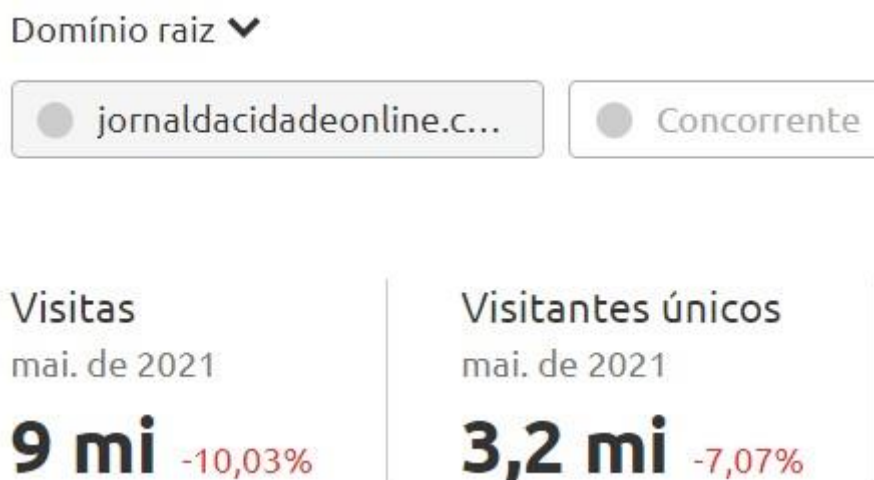 Domínio raiz
jornaldacidadeonline.c... Concorrente
Visitas Visitantes únicos
mai. de 2021 mai. de 2021
9 mi -10,03% 3,2 mi -7,07%